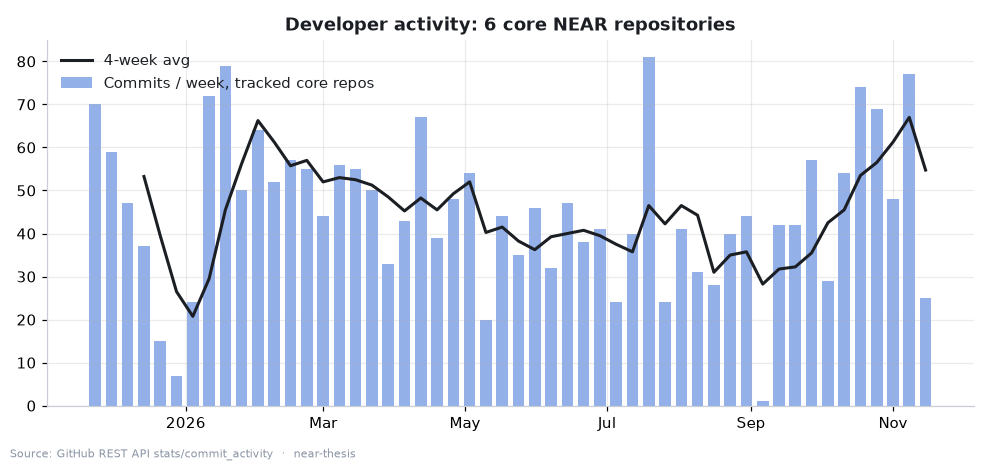 Developer activity: 6 core NEAR repositories
4-week avg
Commits / week, tracked core repos
80
70
60
50
40
30
20
10
0
2026
Mar
May
Jul
Sep
Nov
Source: GitHub REST API stats/commit_activity · near-thesis